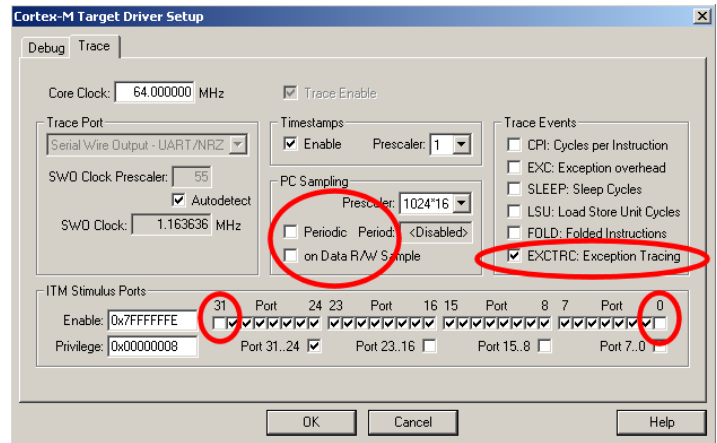 Cortex-M Target Driver Setup
Debug Trace
Core Clock: 64.000000 MHz
Trace Enable
Trace Port
Serial Wire Output - UART/NRZ
SWO Clock Prescaler: 55
Autodetect
SWO Clock: 1.163636 MHz
Timestamps
Enable Prescaler: 1
PC Sampling
Prescaler: 1024*16
Periodic Period: <Disabled>
on Data R/W Sample
Trace Events
CPI: Cycles per Instruction
EXC: Exception overhead
SLEEP: Sleep Cycles
LSU: Load Store Unit Cycles
FOLD: Folded Instructions
EXCTRC: Exception Tracing
ITM Stimulus Ports
31 Port 24 23 Port 16 15 Port 8 7 Port 0
Enable: 0x7FFFFFFE
Privilege: 0x00000008 Port 31..24 Port 23..16 Port 15..8 Port 7..0
OK Cancel Help